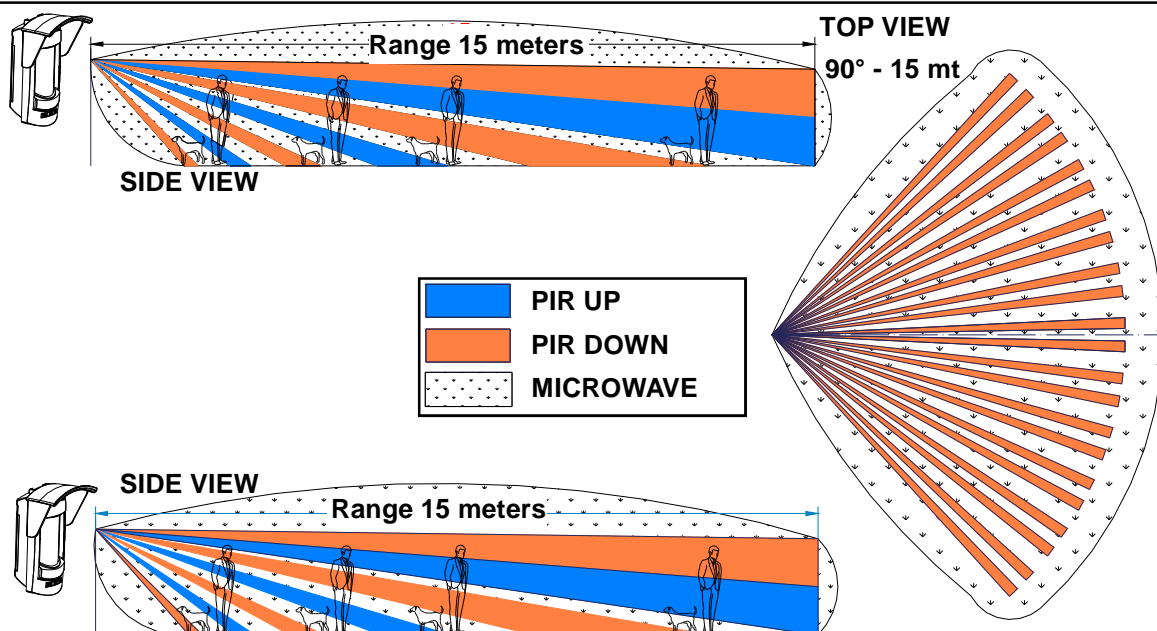 Range 15 meters
TOP VIEW
90° - 15 mt
SIDE VIEW
PIR UP
PIR DOWN
MICROWAVE
SIDE VIEW
Range 15 meters